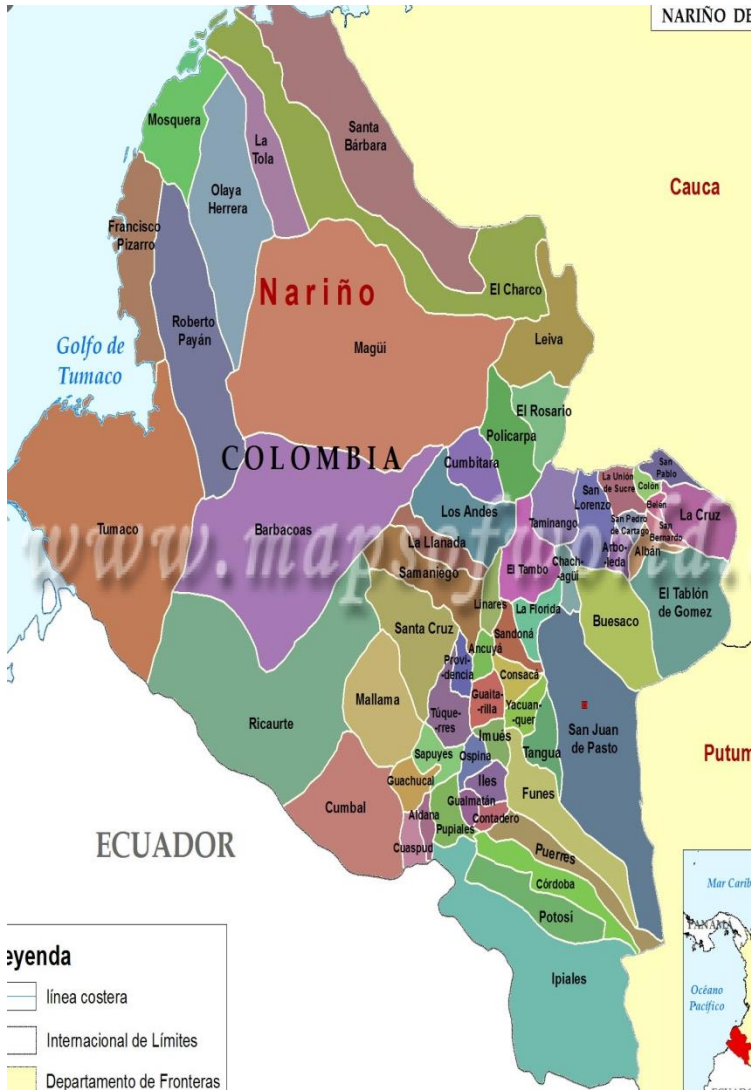 NARIÑO DE
Mosquera
La
Tola
Santa
Bárbara
Olaya
Herrera
Cauca
Francisco
Pizarro
Nariño
El Charco
Roberto
Payán
Golfo de
Tumaco
Magüi
Leiva
El Rosario
Policarpa
COLOMBIA
Cumbitara
San
Pablo
La Unión
de Sucre
Colón
San
Lorenzo
Belen
Los Andes
Taminango
San Pedro
de Cartago
La Cruz
San
Bernardo
Tumaco
Barbacoas
La Llanada
Arbo-
-leda
Albán
www.mapsofworld.
Samaniego
El Tambo
Chach-
-agüí
El Tablón
de Gomez
Linares
La Florida
Buesaco
Santa Cruz
Sandoná
Ancuyá
Provi-
-dencia
Consacá
Mallama
Guaita-
-rilla
Yacuan-
-quer
Túque-
-rres
Ricaurte
San Juan
de Pasto
Imués
Tangua
Sapuyes
Ospina
Putum
Guachucal
Iles
Funes
Cumbal
Gualmatán
Aldana
Contadero
Pupiales
ECUADOR
Cuaspud
Puerres
Córdoba
Potosí
Ipiales
Mar Carib
PANAMÁ
Océano
Pacífico
ECUADO
eyenda
línea costera
Internacional de Límites
Departamento de Fronteras